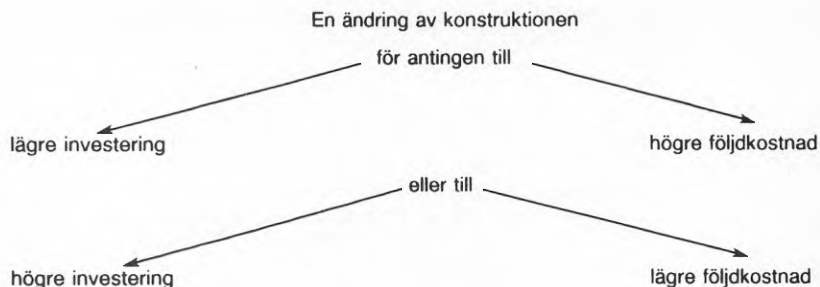 En ändring av konstruktionen
för antingen till
lägre investering
högre följdkostnad
eller till
högre investering
lägre följdkostnad